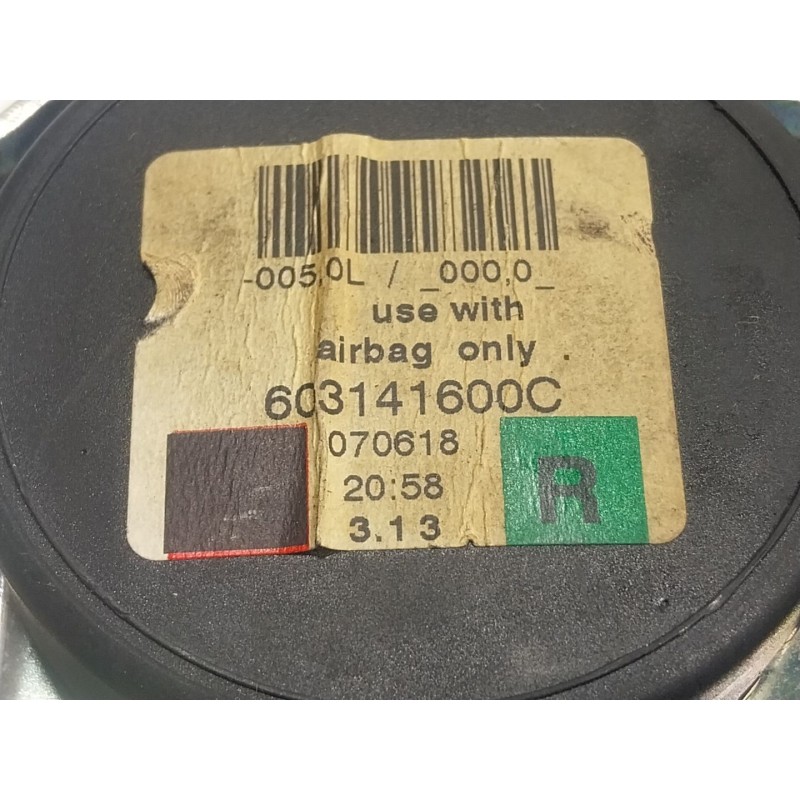 -005,0L / _000,0_
use with
airbag only .
603141600C
070618
20:58
3.13
R